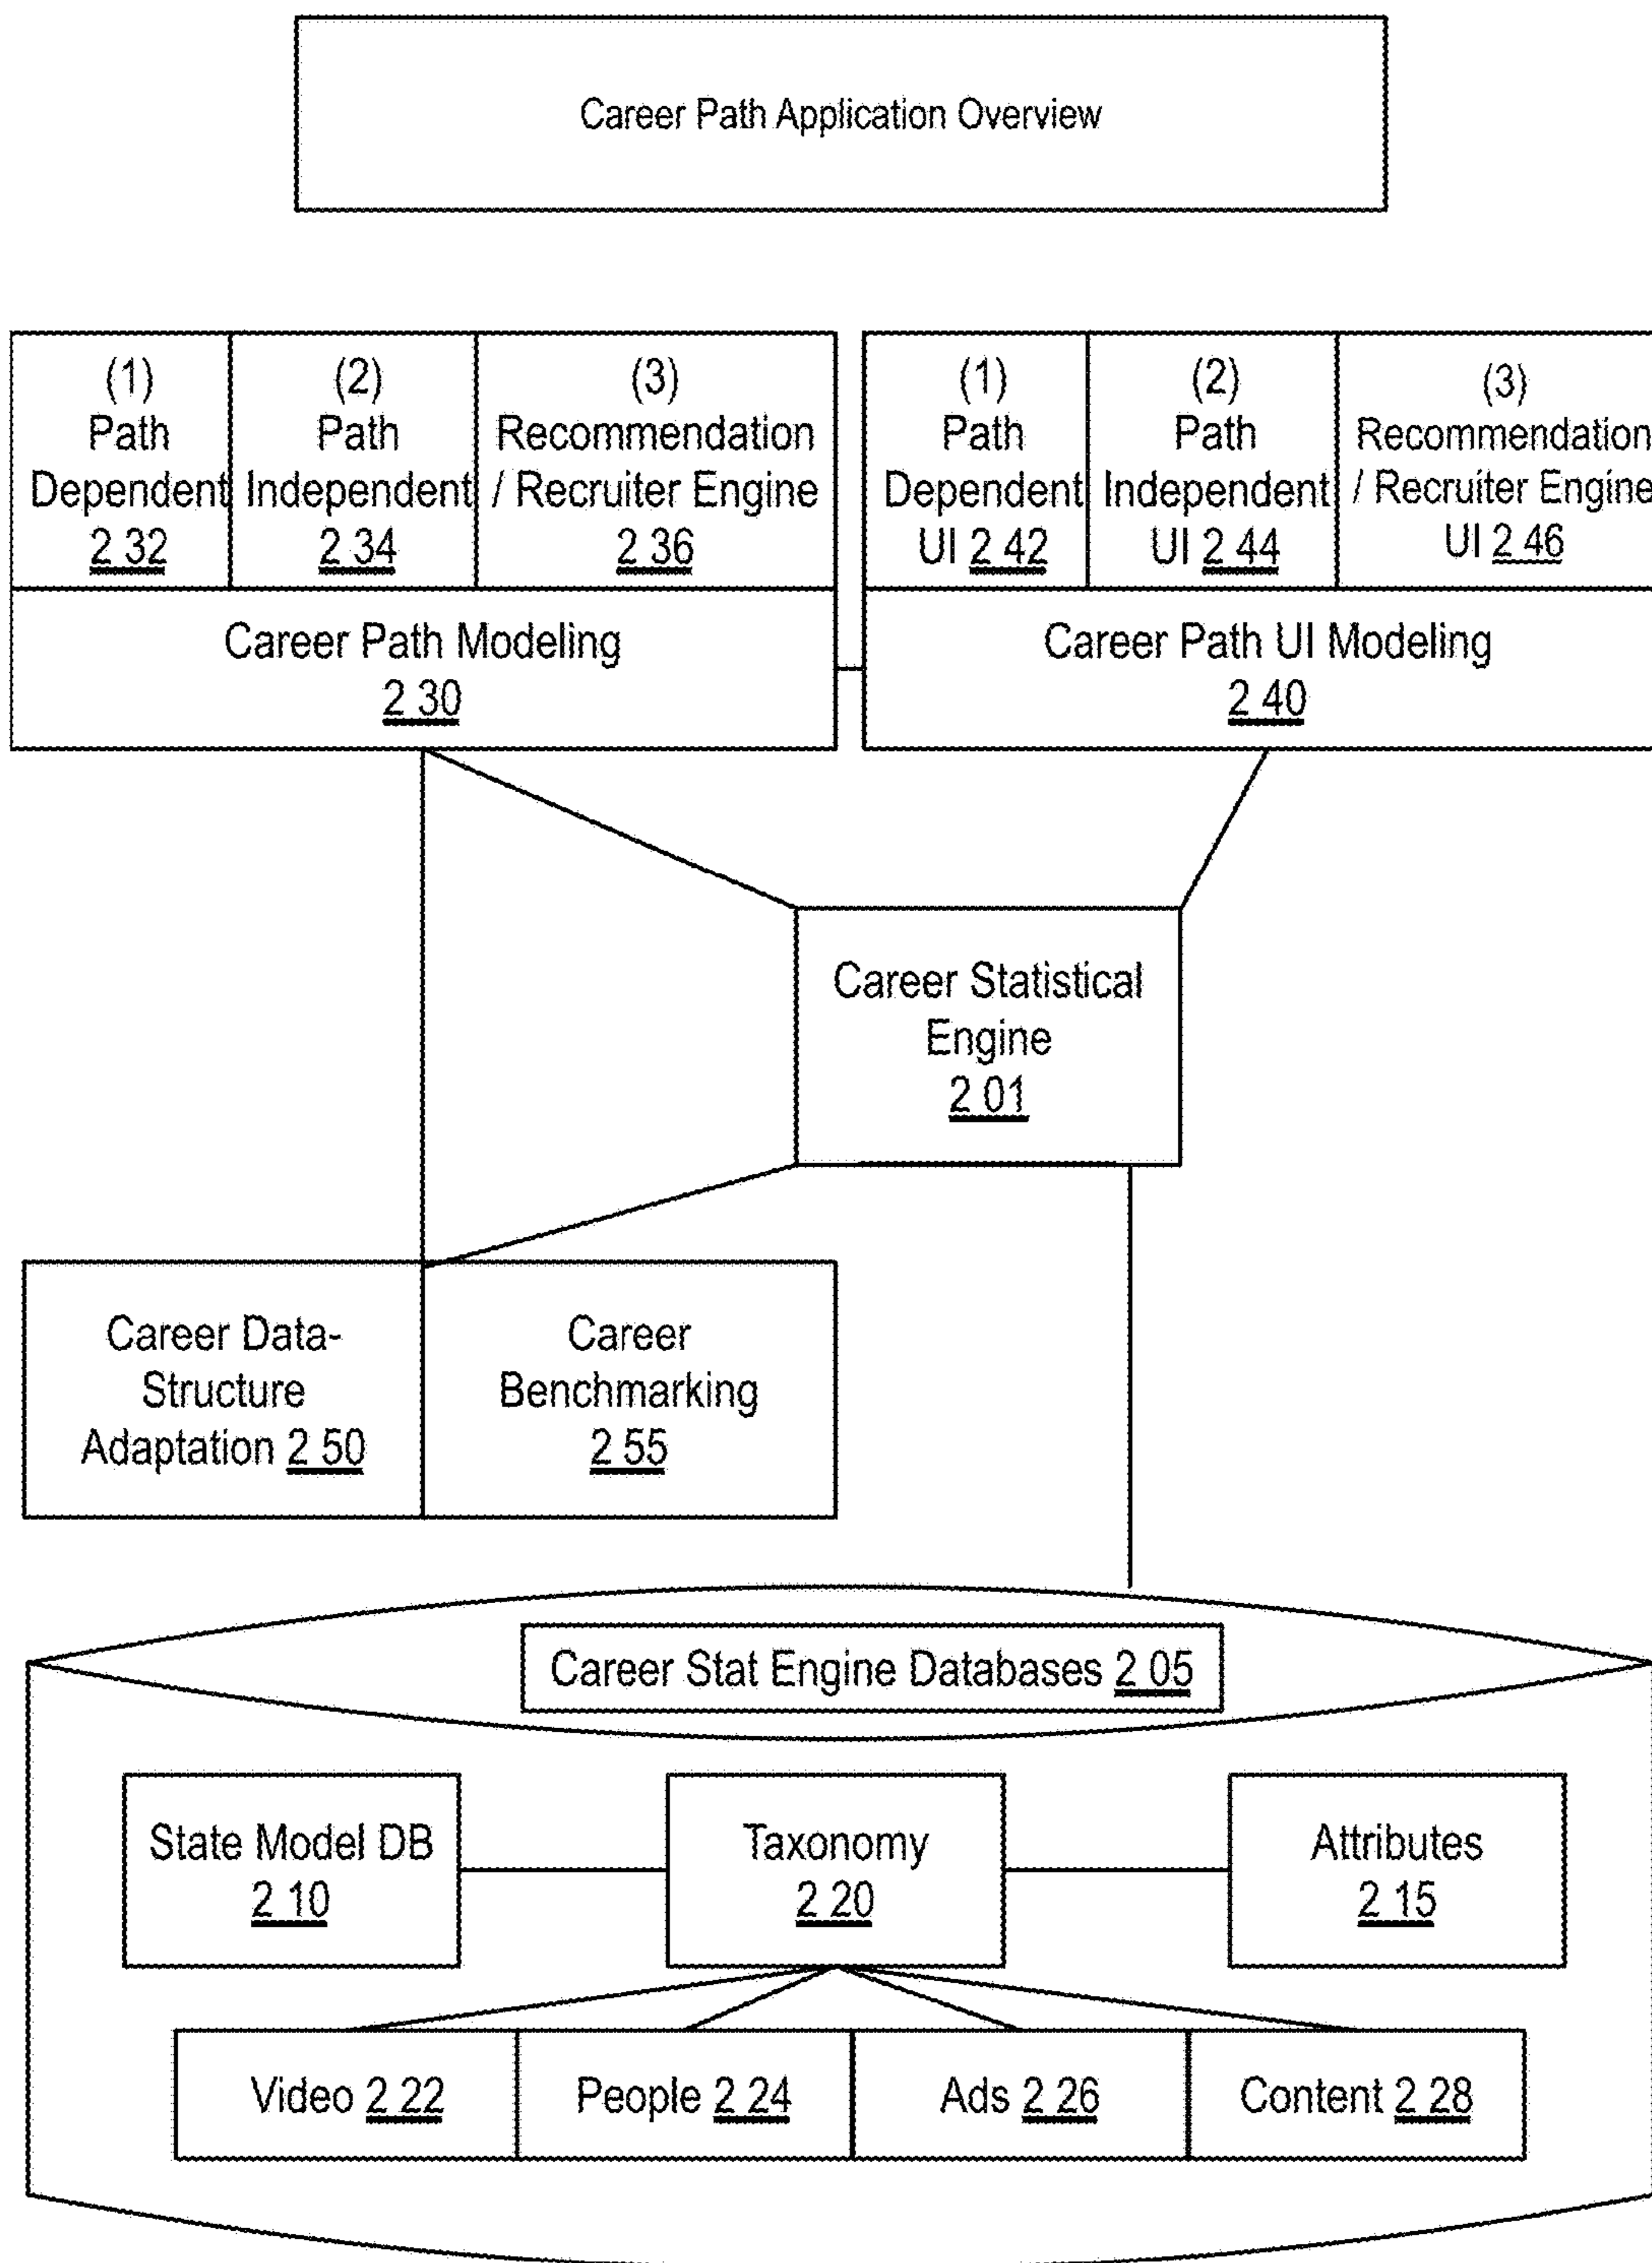 Career Path Application Overview
(1)
Path
Dependent
2 32
(2)
Path
Independent
2 34
(3)
Recommendation
/ Recruiter Engine
2 36
Career Path Modeling
2 30
(1)
Path
Dependent
UI 2 42
(2)
Path
Independent
UI 2 44
(3)
Recommendation
/ Recruiter Engine
UI 2 46
Career Path UI Modeling
2 40
Career Statistical
Engine
2 01
Career Data-
Structure
Adaptation 2 50
Career
Benchmarking
2 55
Career Stat Engine Databases 2 05
State Model DB
2 10
Taxonomy
2 20
Attributes
2 15
Video 2 22
People 2 24
Ads 2 26
Content 2 28